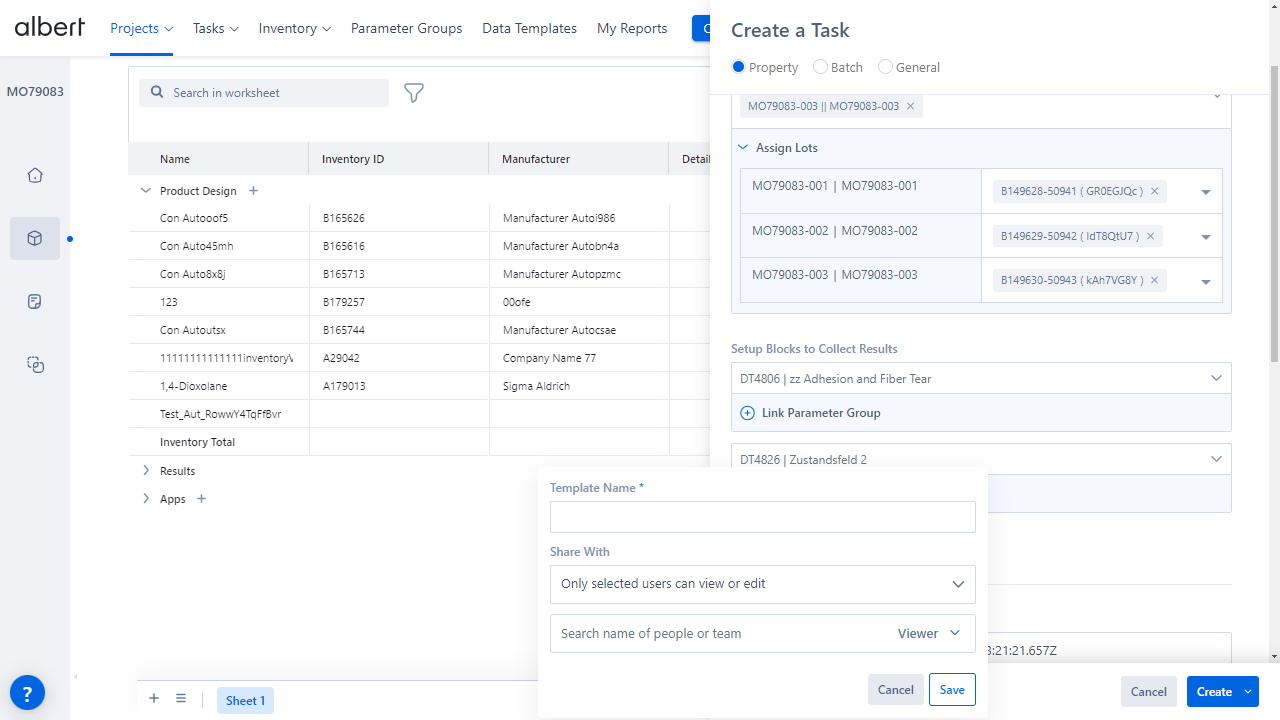 albert
Projects
Tasks
Inventory
Parameter Groups
Data Templates
My Reports
MO79083
Search in worksheet
Name
Inventory ID
Manufacturer
Product Design
Con Autooof5
B165626
Manufacturer Autoi986
Con Auto45mh
B165616
Manufacturer Autobn4a
Con Auto8x8j
B165713
Manufacturer Autopzmc
123
B179257
00ofe
Con Autoutsx
B165744
Manufacturer Autocsae
A29042
Company Name 77
1,4-Dioxolane
A179013
Sigma Aldrich
Test_Aut_RowwY4TqFfBvr
Inventory Total
Results
Apps
Sheet 1
?
Create a Task
Property
Batch
General
MO79083-003 || MO79083-003
Assign Lots
MO79083-001 | MO79083-001
B149628-50941 ( GR0EGJQc )
MO79083-002 | MO79083-002
B149629-50942 ( IdT8QtU7 )
MO79083-003 | MO79083-003
B149630-50943 ( kAh7VG8Y )
Setup Blocks to Collect Results
DT4806 | zz Adhesion and Fiber Tear
Link Parameter Group
DT4826 | Zustandsfeld 2
:21:21.657Z
Cancel
Create
Template Name *
Share With
Only selected users can view or edit
Search name of people or team
Viewer
Cancel
Save